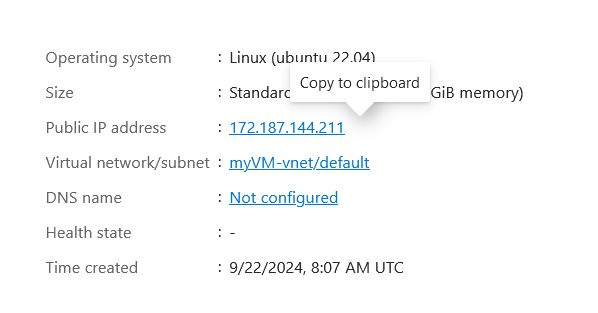 Operating system : Linux (ubuntu 22.04)
Copy to clipboard
Size : GiB memory)
Public IP address : 172.187.144.211
Virtual network/subnet : myVM-vnet/default
DNS name : Not configured
Health state : -
Time created : 9/22/2024, 8:07 AM UTC